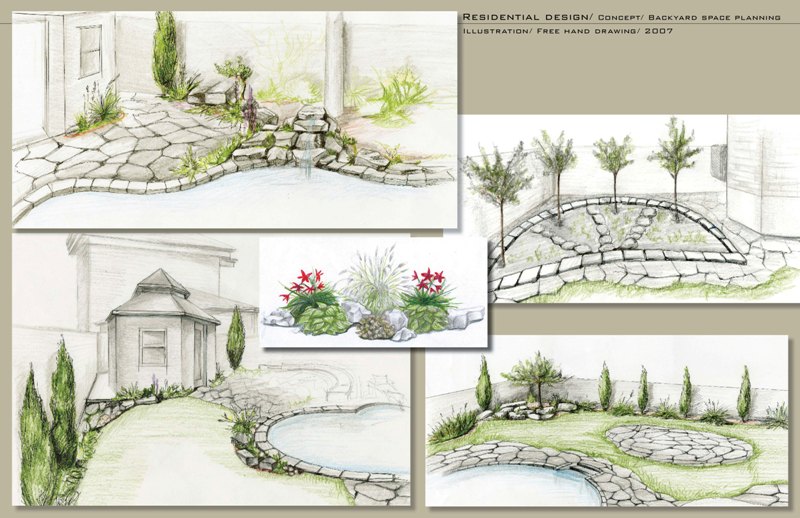 Residential design/ Concept/ Backyard space planning
Illustration/ Free hand drawing/ 2007